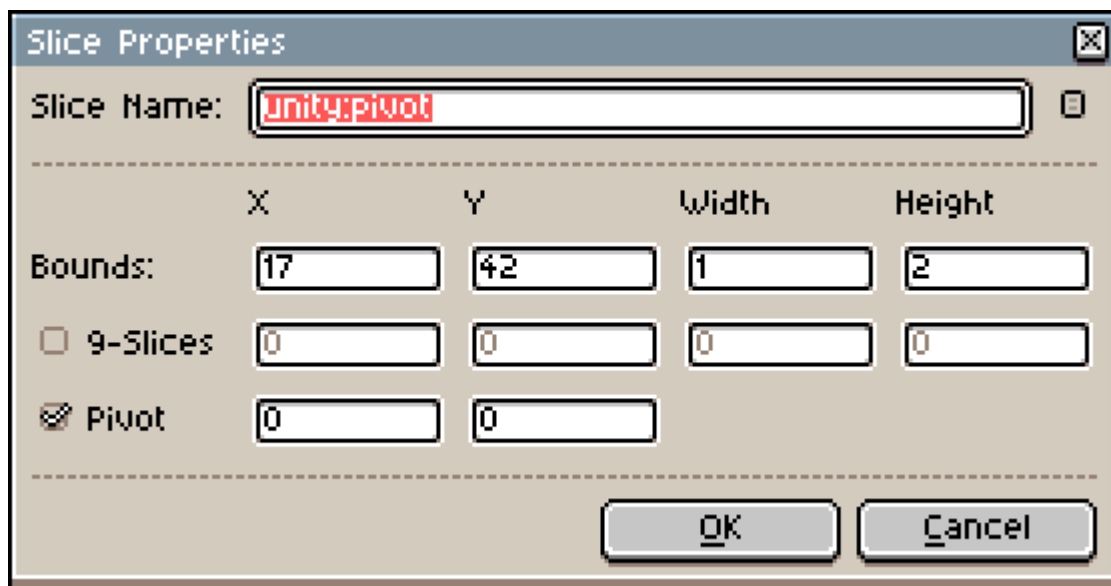 Slice Properties
Slice Name: unity:pivot
X Y Width Height
Bounds: 17 42 1 2
9-Slices 0 0 0 0
Pivot 0 0
OK Cancel